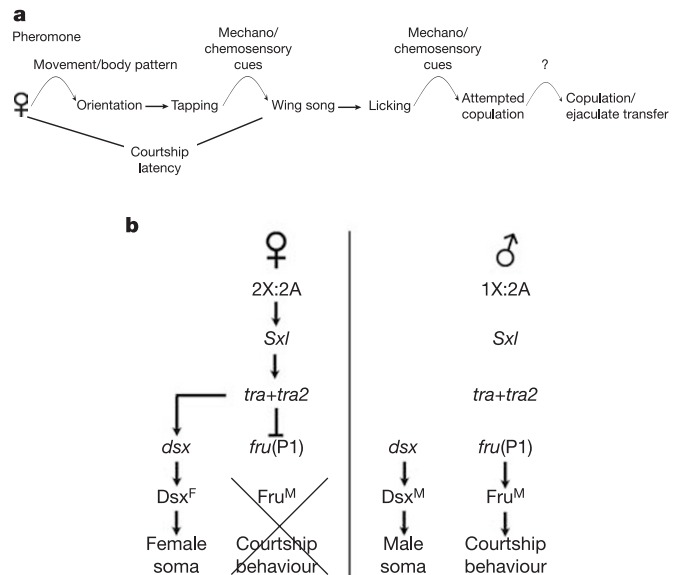 a
Pheromone
Movement/body pattern
Mechano/
chemosensory
cues
Mechano/
chemosensory
cues
?
♀
Orientation
Tapping
Wing song
Licking
Attempted
copulation
Copulation/
ejaculate transfer
Courtship
latency
b
♀
2X:2A
Sxl
tra+tra2
dsx
fru(P1)
Dsxᶠ
Fruᴹ
Female
soma
Courtship
behaviour
♂
1X:2A
Sxl
tra+tra2
dsx
fru(P1)
Dsxᴹ
Fruᴹ
Male
soma
Courtship
behaviour